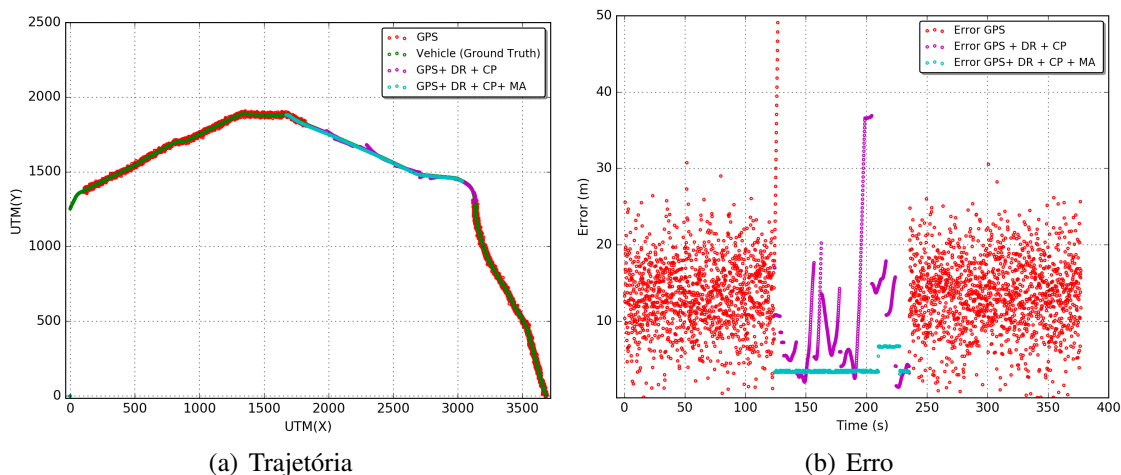 2500
2000
1500
1000
500
0
UTM(Y)
GPS
Vehicle (Ground Truth)
GPS+ DR + CP
GPS+ DR + CP+ MA
0
500
1000
1500
2000
2500
3000
3500
UTM(X)
(a) Trajetória
50
40
30
20
10
Error (m)
Error GPS
Error GPS + DR + CP
Error GPS+ DR + CP + MA
0
50
100
150
200
250
300
350
400
Time (s)
(b) Erro